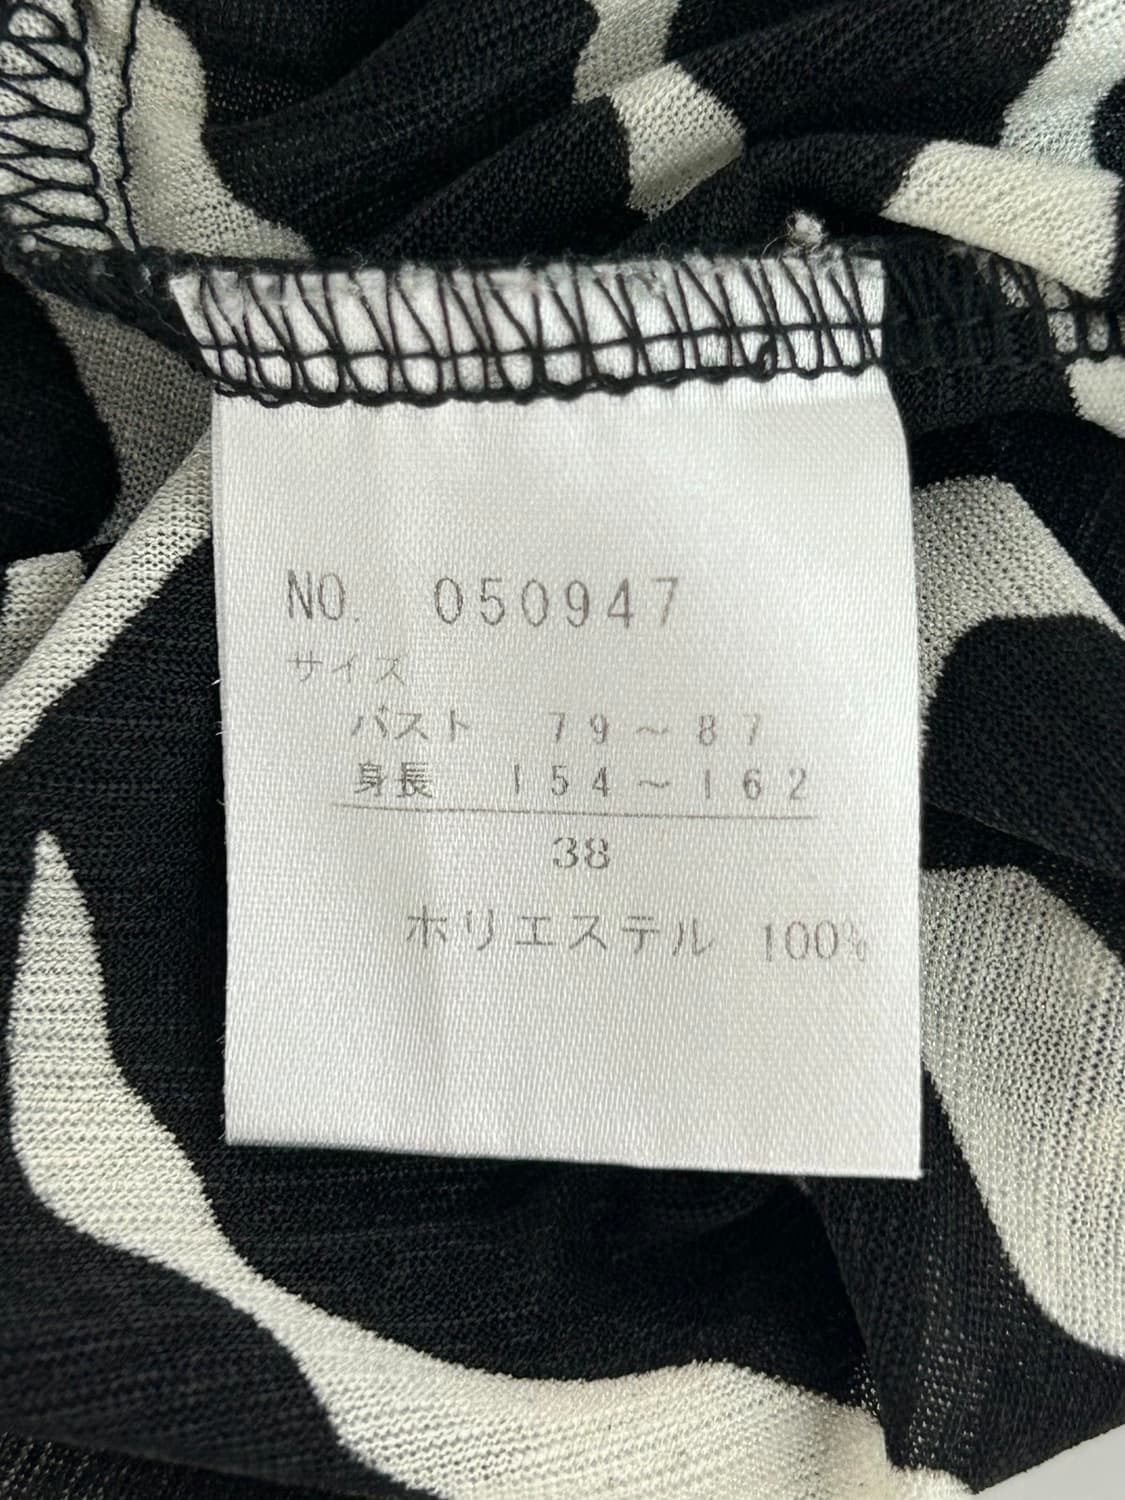 NO. 050947
サイズ
バスト 79～87
身長 154～162
38
ポリエステル 100%